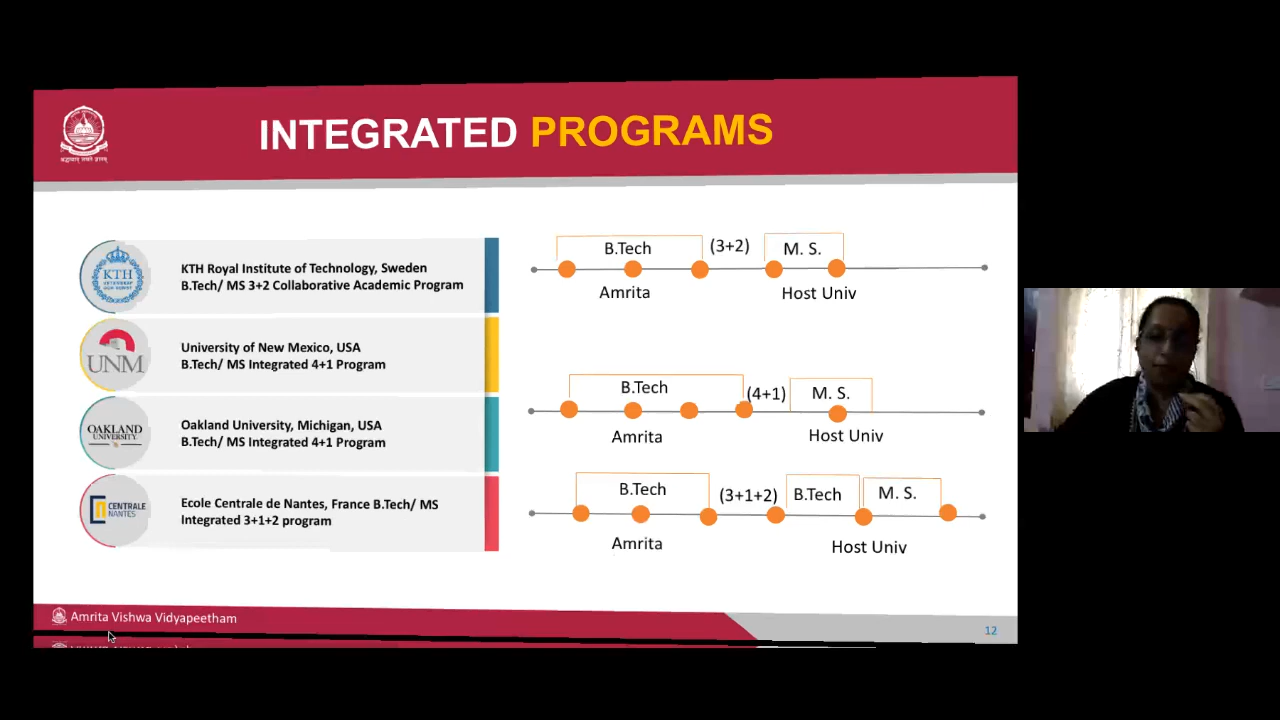 श्रद्धावान् लभते ज्ञानम्
INTEGRATED PROGRAMS
KTH
KTH Royal Institute of Technology, Sweden
B.Tech/ MS 3+2 Collaborative Academic Program
UNM
University of New Mexico, USA
B.Tech/ MS Integrated 4+1 Program
OAKLAND
UNIVERSITY
Oakland University, Michigan, USA
B.Tech/ MS Integrated 4+1 Program
CENTRALE
NANTES
Ecole Centrale de Nantes, France B.Tech/ MS
Integrated 3+1+2 program
B.Tech (3+2) M. S.
Amrita Host Univ
B.Tech (4+1) M. S.
Amrita Host Univ
B.Tech (3+1+2) B.Tech M. S.
Amrita Host Univ
Amrita Vishwa Vidyapeetham
12